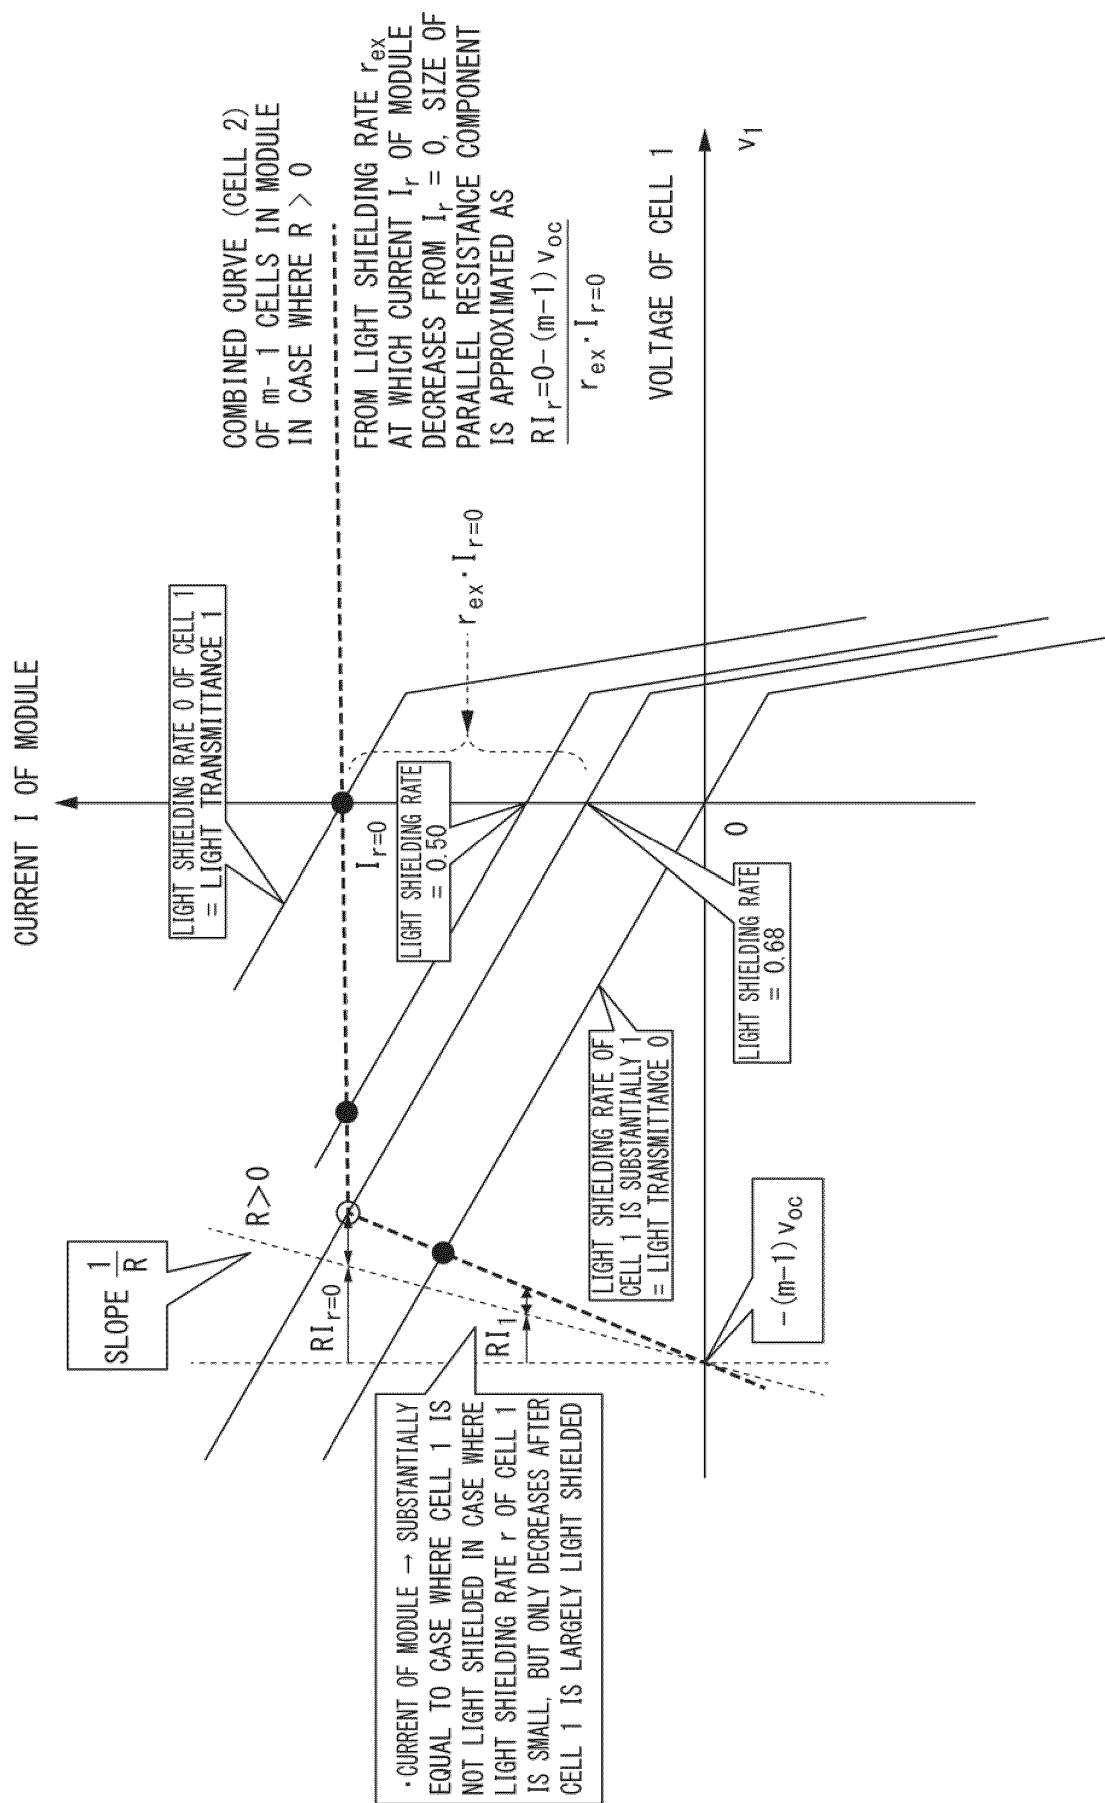 CURRENT I OF MODULE
LIGHT SHIELDING RATE 0 OF CELL 1
= LIGHT TRANSMITTANCE 1
COMBINED CURVE (CELL 2)
OF m-1 CELLS IN MODULE
IN CASE WHERE R > 0
FROM LIGHT SHIELDING RATE r_ex
AT WHICH CURRENT I_r OF MODULE
DECREASES FROM I_r = 0, SIZE OF
PARALLEL RESISTANCE COMPONENT
IS APPROXIMATED AS
RI_r=0-(m-1)v_oc
r_ex·I_r=0
r_ex·I_r=0
SLOPE 1/R
R>0
RI_r=0
RI_1
I_r=0
LIGHT SHIELDING RATE
= 0.50
·CURRENT OF MODULE → SUBSTANTIALLY
EQUAL TO CASE WHERE CELL 1 IS
NOT LIGHT SHIELDED IN CASE WHERE
LIGHT SHIELDING RATE r OF CELL 1
IS SMALL, BUT ONLY DECREASES AFTER
CELL 1 IS LARGELY LIGHT SHIELDED
LIGHT SHIELDING RATE OF
CELL 1 IS SUBSTANTIALLY 1
= LIGHT TRANSMITTANCE 0
VOLTAGE OF CELL 1
v_1
0
LIGHT SHIELDING RATE
= 0.68
-(m-1)v_oc